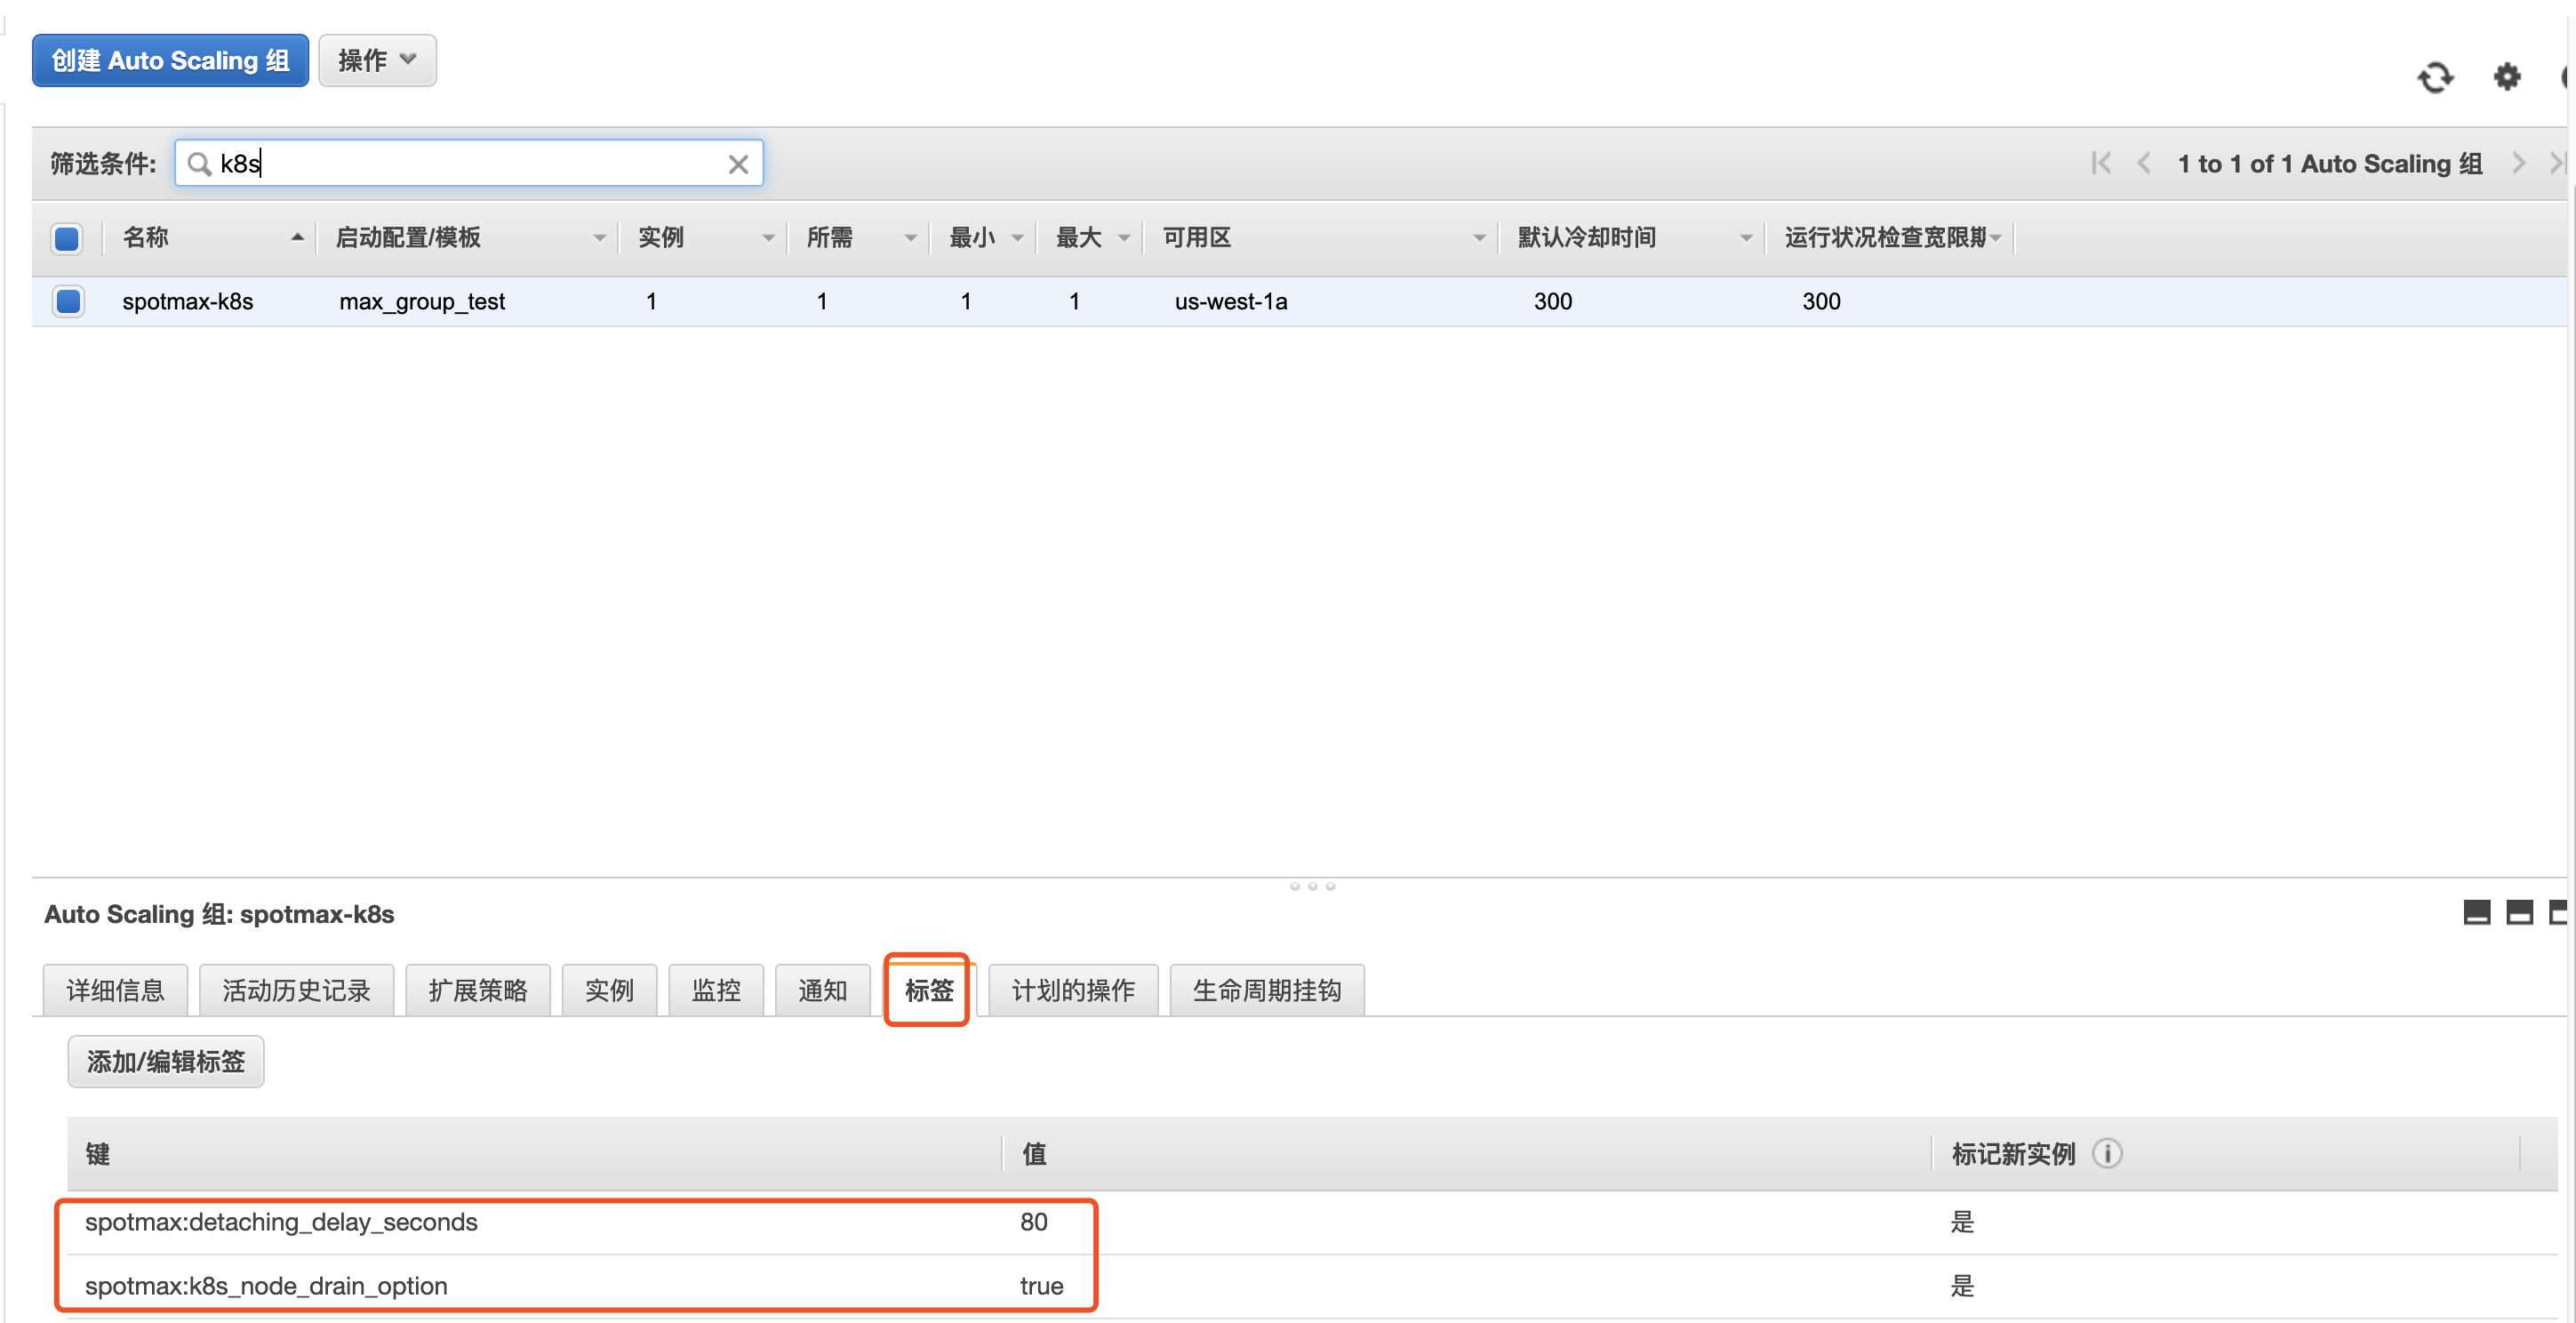 创建 Auto Scaling 组 操作
筛选条件: k8s 1 to 1 of 1 Auto Scaling 组
名称 启动配置/模板 实例 所需 最小 最大 可用区 默认冷却时间 运行状况检查宽限期
spotmax-k8s max_group_test 1 1 1 1 us-west-1a 300 300
Auto Scaling 组: spotmax-k8s
详细信息 活动历史记录 扩展策略 实例 监控 通知 标签 计划的操作 生命周期挂钩
添加/编辑标签
键 值 标记新实例
spotmax:detaching_delay_seconds 80 是
spotmax:k8s_node_drain_option true 是